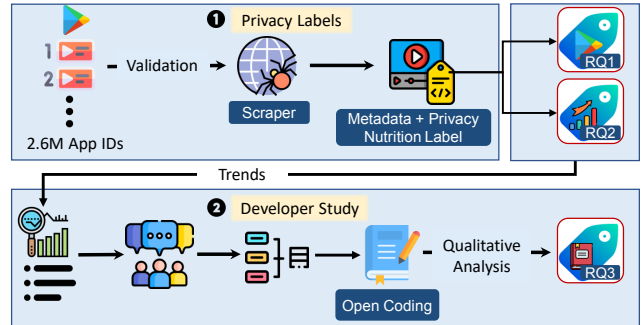 ❶ Privacy Labels
1
2
2.6M App IDs
Validation
Scraper
</>
Metadata + Privacy
Nutrition Label
RQ1
RQ2
Trends
❷ Developer Study
Open Coding
Qualitative
Analysis
RQ3